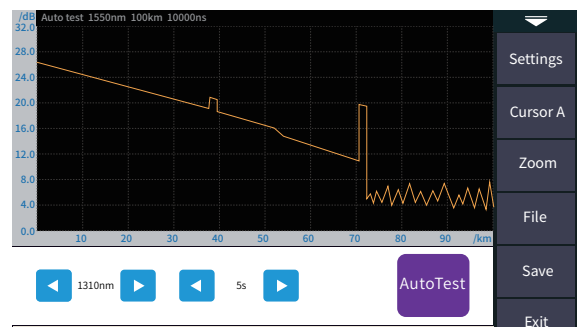 /dB Auto test 1550nm 100km 10000ns
32.0
28.0
24.0
20.0
16.0
12.0
8.0
4.0
0.0
10 20 30 40 50 60 70 80 90 /km
Settings
Cursor A
Zoom
File
Save
Exit
1310nm 5s AutoTest